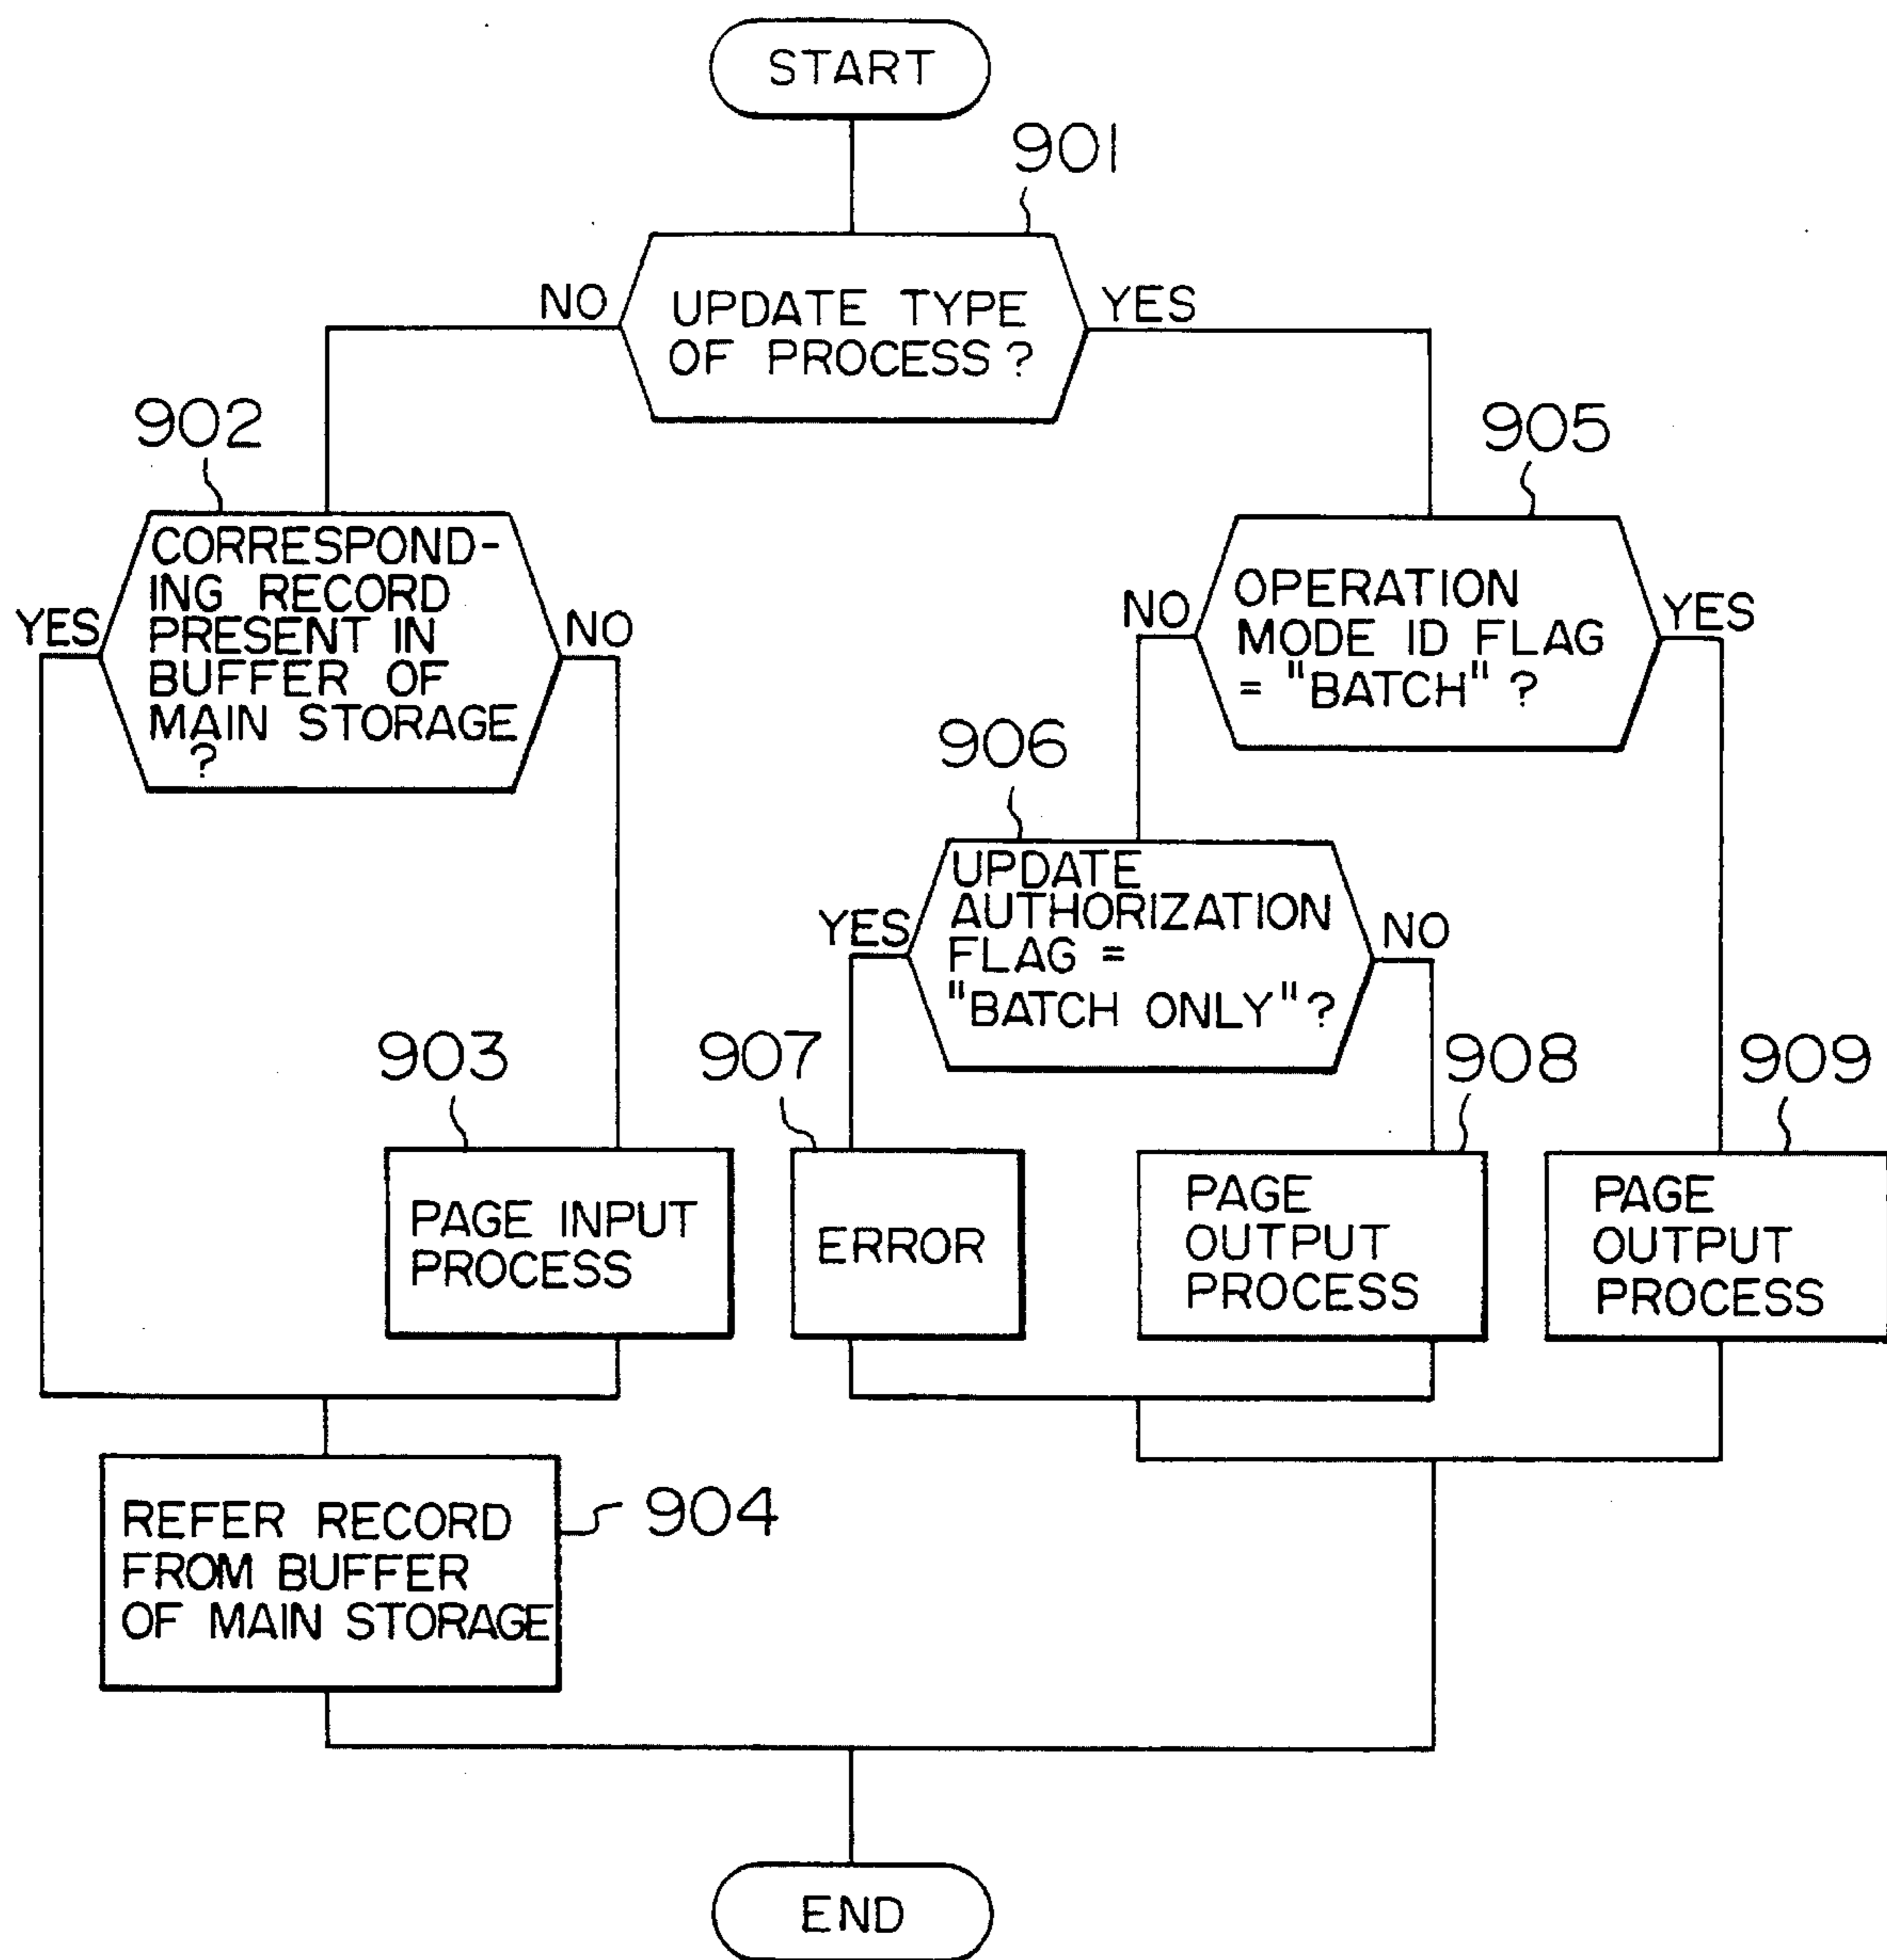 START
901
NO
UPDATE TYPE
OF PROCESS ?
YES
902
CORRESPOND-
ING RECORD
PRESENT IN
BUFFER OF
MAIN STORAGE
?
YES
NO
905
OPERATION
MODE ID FLAG
= "BATCH" ?
NO
YES
906
UPDATE
AUTHORIZATION
FLAG =
"BATCH ONLY" ?
YES
NO
903
PAGE INPUT
PROCESS
907
ERROR
908
PAGE
OUTPUT
PROCESS
909
PAGE
OUTPUT
PROCESS
REFER RECORD
FROM BUFFER
OF MAIN STORAGE
904
END